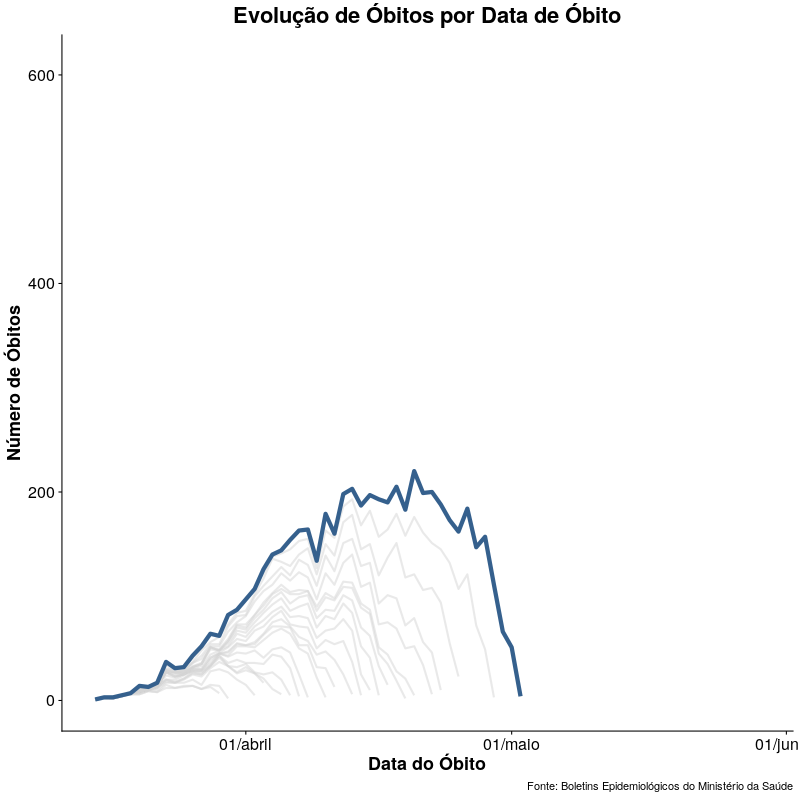 Evolução de Óbitos por Data de Óbito
Número de Óbitos
600
400
200
0
01/abril
01/maio
01/jun
Data do Óbito
Fonte: Boletins Epidemiológicos do Ministério da Saúde